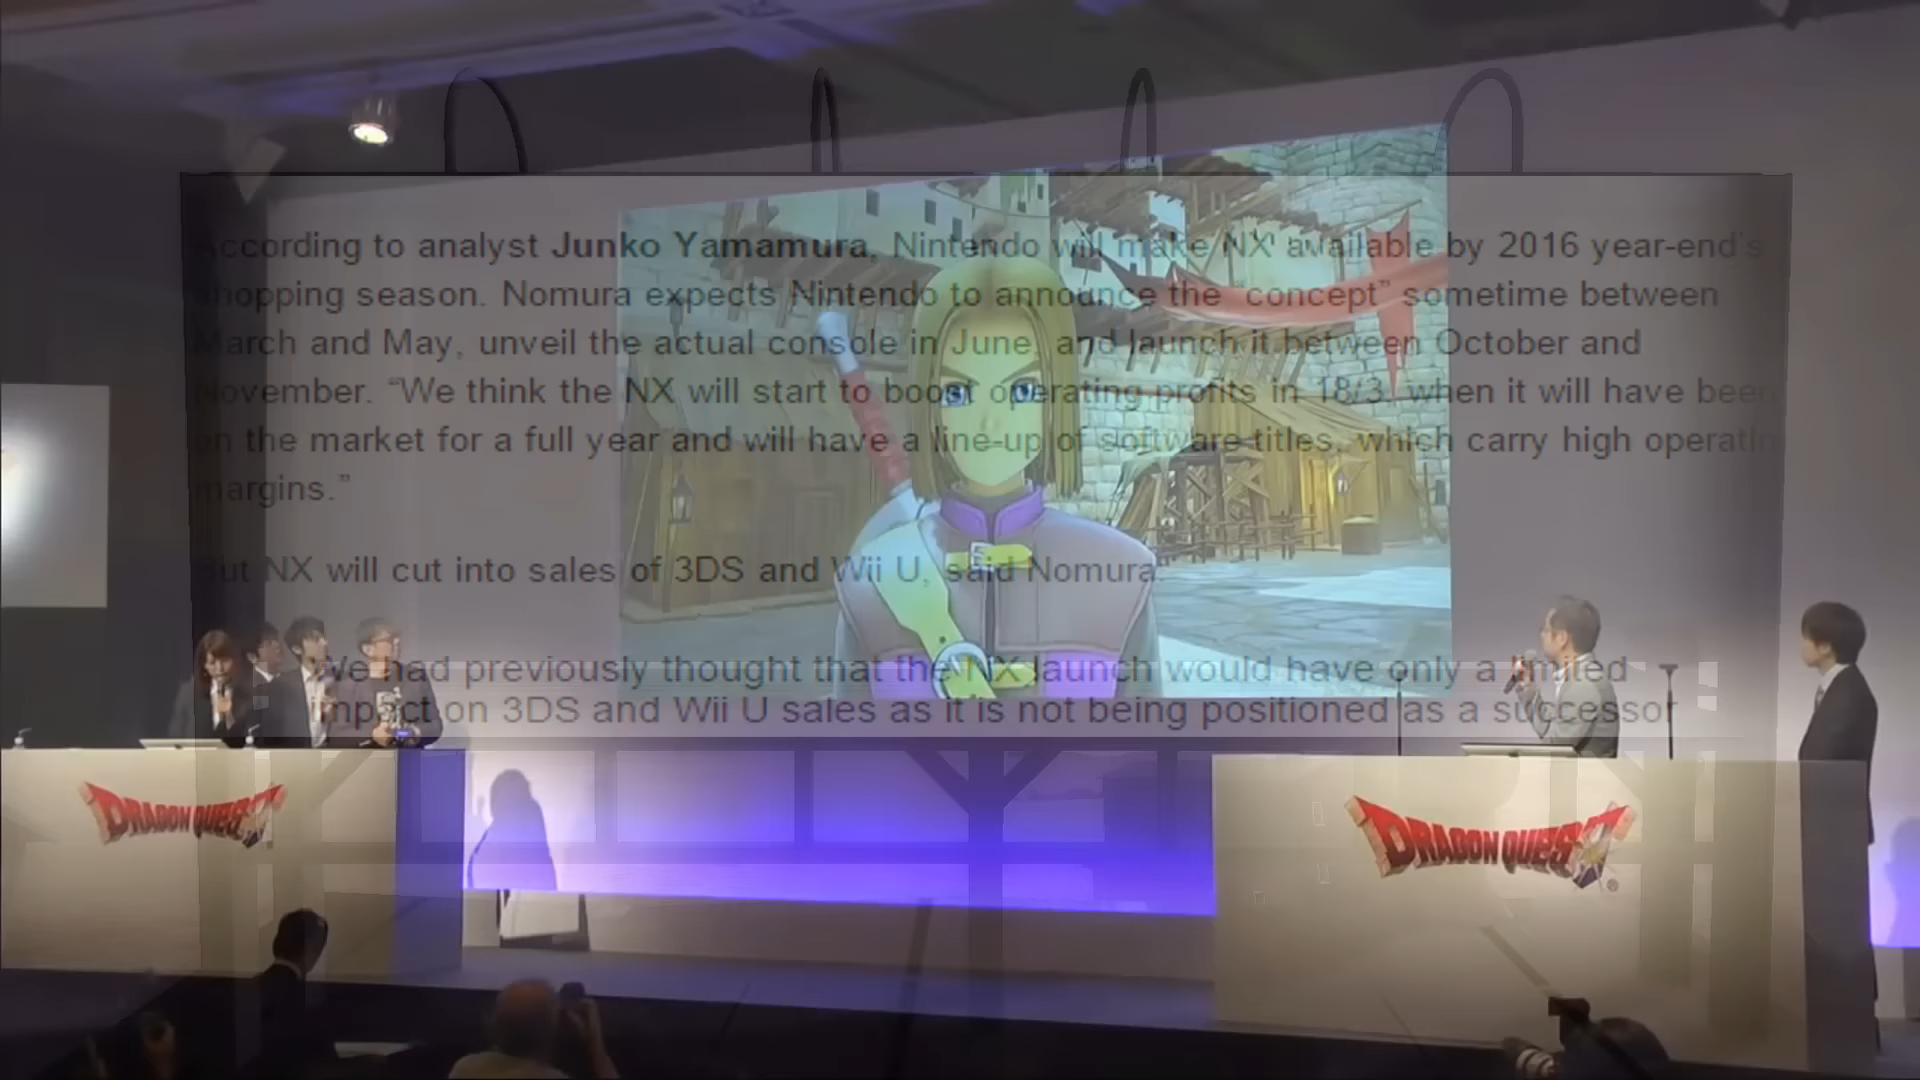 According to analyst Junko Yamamura, Nintendo will make NX available by 2016 year-end's
shopping season. Nomura expects Nintendo to announce the “concept” sometime between
March and May, unveil the actual console in June, and launch it between October and
November. “We think the NX will start to boost operating profits in 18/3, when it will have been
on the market for a full year and will have a line-up of software titles, which carry high operatin
margins.”
But NX will cut into sales of 3DS and Wii U, said Nomura.
We had previously thought that the NX launch would have only a limited
impact on 3DS and Wii U sales as it is not being positioned as a successor
DRAGON QUEST
DRAGON QUEST